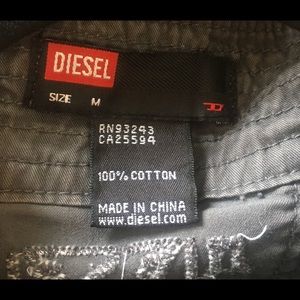 DIESEL
SIZE M
RN93243
CA25594
100% COTTON
MADE IN CHINA
www.diesel.com